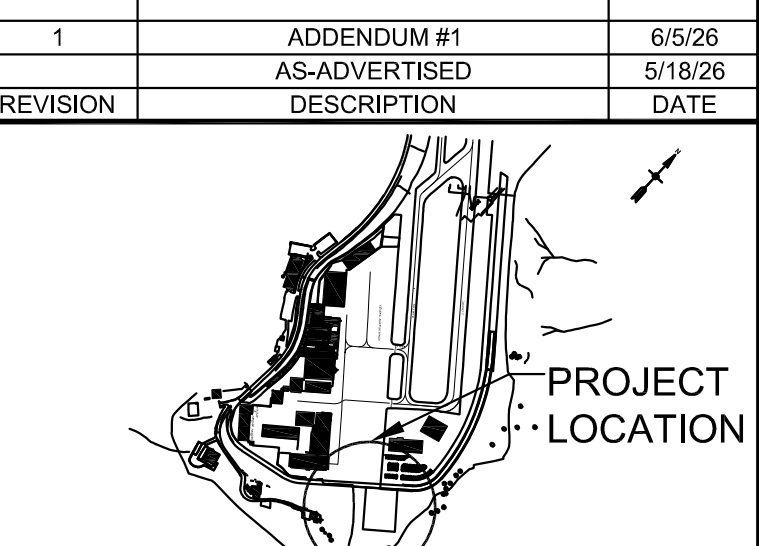 1 ADDENDUM #1 6/5/26
AS-ADVERTISED 5/18/26
REVISION DESCRIPTION DATE
N
PROJECT
LOCATION